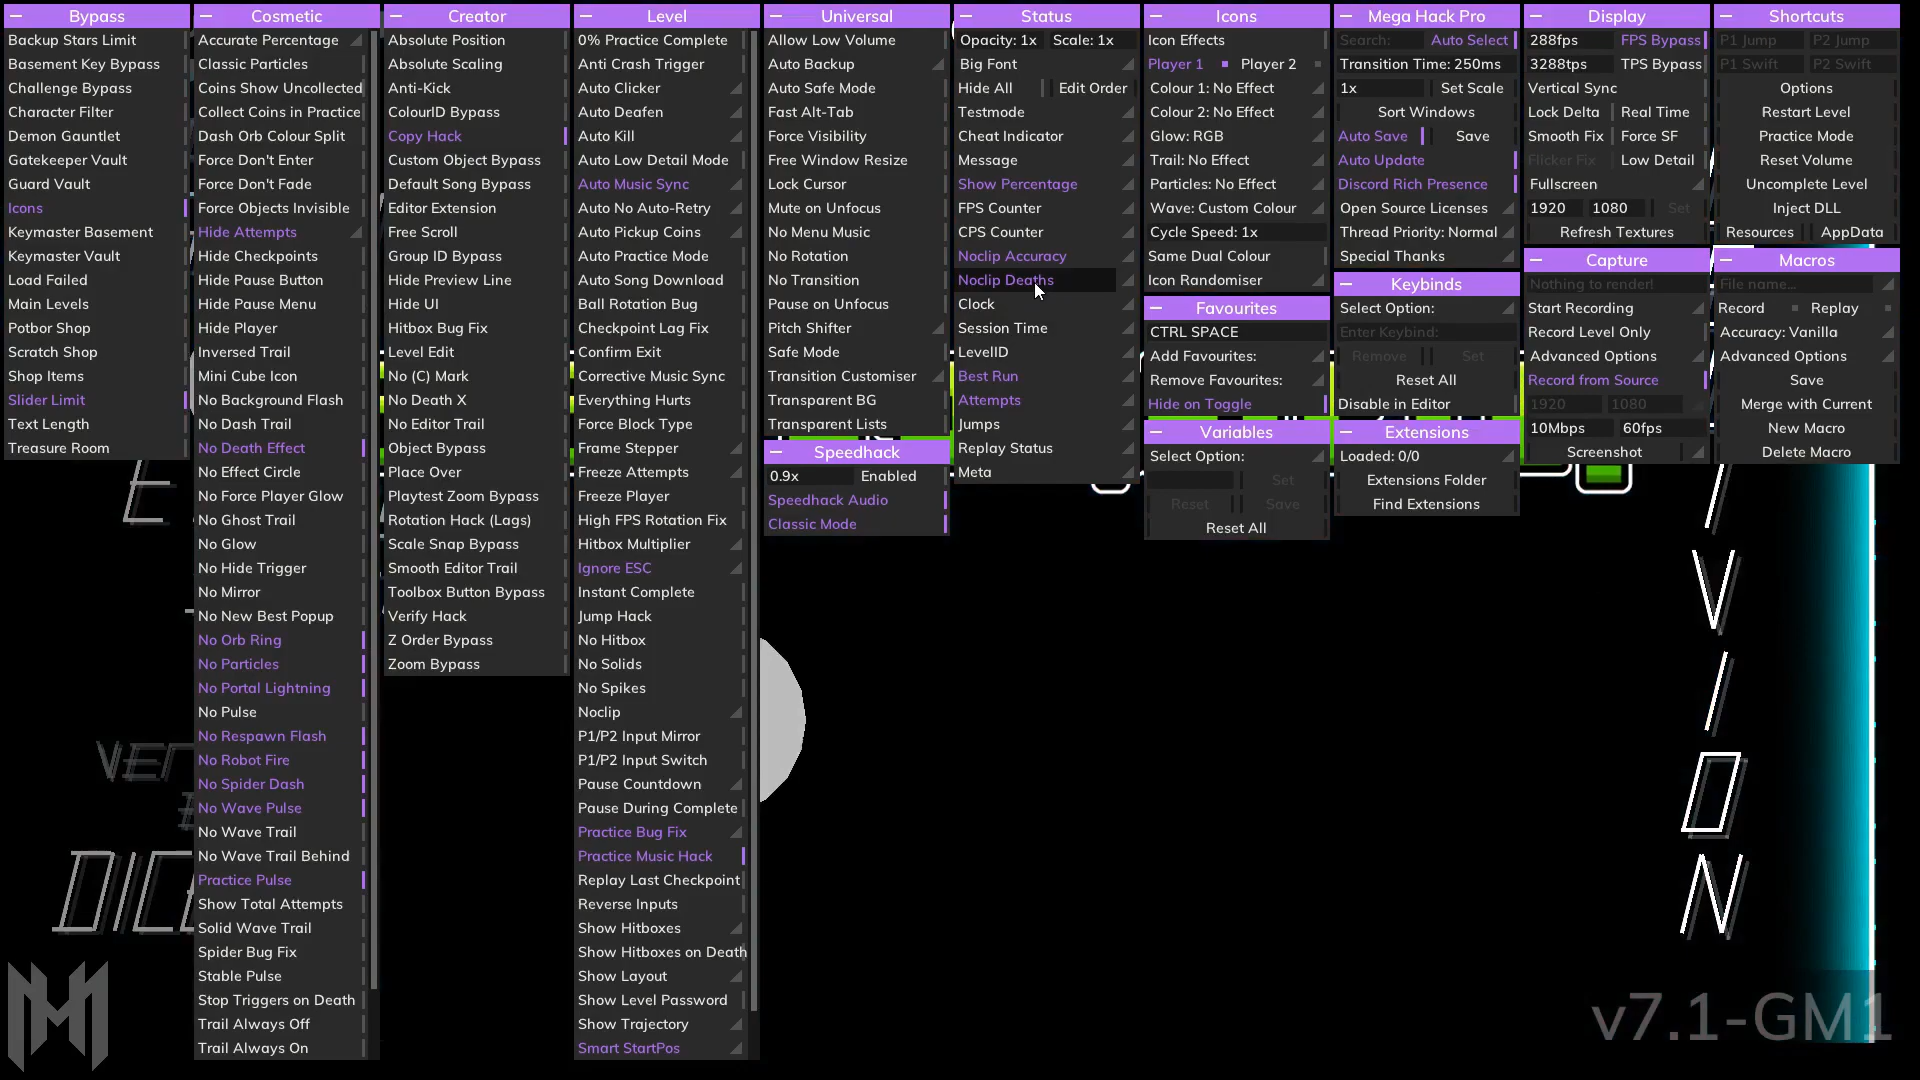 Bypass
Backup Stars Limit
Basement Key Bypass
Challenge Bypass
Character Filter
Demon Gauntlet
Gatekeeper Vault
Guard Vault
Icons
Keymaster Basement
Keymaster Vault
Load Failed
Main Levels
Potbor Shop
Scratch Shop
Shop Items
Slider Limit
Text Length
Treasure Room
Cosmetic
Accurate Percentage
Classic Particles
Coins Show Uncollected
Collect Coins in Practice
Dash Orb Colour Split
Force Don't Enter
Force Don't Fade
Force Objects Invisible
Hide Attempts
Hide Checkpoints
Hide Pause Button
Hide Pause Menu
Hide Player
Inversed Trail
Mini Cube Icon
No Background Flash
No Dash Trail
No Death Effect
No Effect Circle
No Force Player Glow
No Ghost Trail
No Glow
No Hide Trigger
No Mirror
No New Best Popup
No Orb Ring
No Particles
No Portal Lightning
No Pulse
No Respawn Flash
No Robot Fire
No Spider Dash
No Wave Pulse
No Wave Trail
No Wave Trail Behind
Practice Pulse
Show Total Attempts
Solid Wave Trail
Spider Bug Fix
Stable Pulse
Stop Triggers on Death
Trail Always Off
Trail Always On
Creator
Absolute Position
Absolute Scaling
Anti-Kick
ColourID Bypass
Copy Hack
Custom Object Bypass
Default Song Bypass
Editor Extension
Free Scroll
Group ID Bypass
Hide Preview Line
Hide UI
Hitbox Bug Fix
Level Edit
No (C) Mark
No Death X
No Editor Trail
Object Bypass
Place Over
Playtest Zoom Bypass
Rotation Hack (Lags)
Scale Snap Bypass
Smooth Editor Trail
Toolbox Button Bypass
Verify Hack
Z Order Bypass
Zoom Bypass
Level
0% Practice Complete
Anti Crash Trigger
Auto Clicker
Auto Deafen
Auto Kill
Auto Low Detail Mode
Auto Music Sync
Auto No Auto-Retry
Auto Pickup Coins
Auto Practice Mode
Auto Song Download
Ball Rotation Bug
Checkpoint Lag Fix
Confirm Exit
Corrective Music Sync
Everything Hurts
Force Block Type
Frame Stepper
Freeze Attempts
Freeze Player
High FPS Rotation Fix
Hitbox Multiplier
Ignore ESC
Instant Complete
Jump Hack
No Hitbox
No Solids
No Spikes
Noclip
P1/P2 Input Mirror
P1/P2 Input Switch
Pause Countdown
Pause During Complete
Practice Bug Fix
Practice Music Hack
Replay Last Checkpoint
Reverse Inputs
Show Hitboxes
Show Hitboxes on Death
Show Layout
Show Level Password
Show Trajectory
Smart StartPos
Universal
Allow Low Volume
Auto Backup
Auto Safe Mode
Fast Alt-Tab
Force Visibility
Free Window Resize
Lock Cursor
Mute on Unfocus
No Menu Music
No Rotation
No Transition
Pause on Unfocus
Pitch Shifter
Safe Mode
Transition Customiser
Transparent BG
Transparent Lists
Speedhack
0.9x Enabled
Speedhack Audio
Classic Mode
Status
Opacity: 1x Scale: 1x
Big Font
Hide All Edit Order
Testmode
Cheat Indicator
Message
Show Percentage
FPS Counter
CPS Counter
Noclip Accuracy
Noclip Deaths
Clock
Session Time
LevelID
Best Run
Attempts
Jumps
Replay Status
Meta
Icons
Icon Effects
Player 1 Player 2
Colour 1: No Effect
Colour 2: No Effect
Glow: RGB
Trail: No Effect
Particles: No Effect
Wave: Custom Colour
Cycle Speed: 1x
Same Dual Colour
Icon Randomiser
Favourites
CTRL SPACE
Add Favourites:
Remove Favourites:
Hide on Toggle
Variables
Select Option:
Set
Reset Save
Reset All
Mega Hack Pro
Search: Auto Select
Transition Time: 250ms
1x Set Scale
Sort Windows
Auto Save Save
Auto Update
Discord Rich Presence
Open Source Licenses
Thread Priority: Normal
Special Thanks
Keybinds
Select Option:
Enter Keybind:
Remove Set
Reset All
Disable in Editor
Extensions
Loaded: 0/0
Extensions Folder
Find Extensions
Display
288fps FPS Bypass
3288tps TPS Bypass
Vertical Sync
Lock Delta Real Time
Smooth Fix Force SF
Flicker Fix Low Detail
Fullscreen
1920 1080 Set
Refresh Textures
Capture
Nothing to render!
Start Recording
Record Level Only
Advanced Options
Record from Source
1920 1080
10Mbps 60fps
Screenshot
Shortcuts
P1 Jump P2 Jump
P1 Swift P2 Swift
Options
Restart Level
Practice Mode
Reset Volume
Uncomplete Level
Inject DLL
Resources AppData
Macros
File name...
Record Replay
Accuracy: Vanilla
Advanced Options
Save
Merge with Current
New Macro
Delete Macro
v7.1-GM1